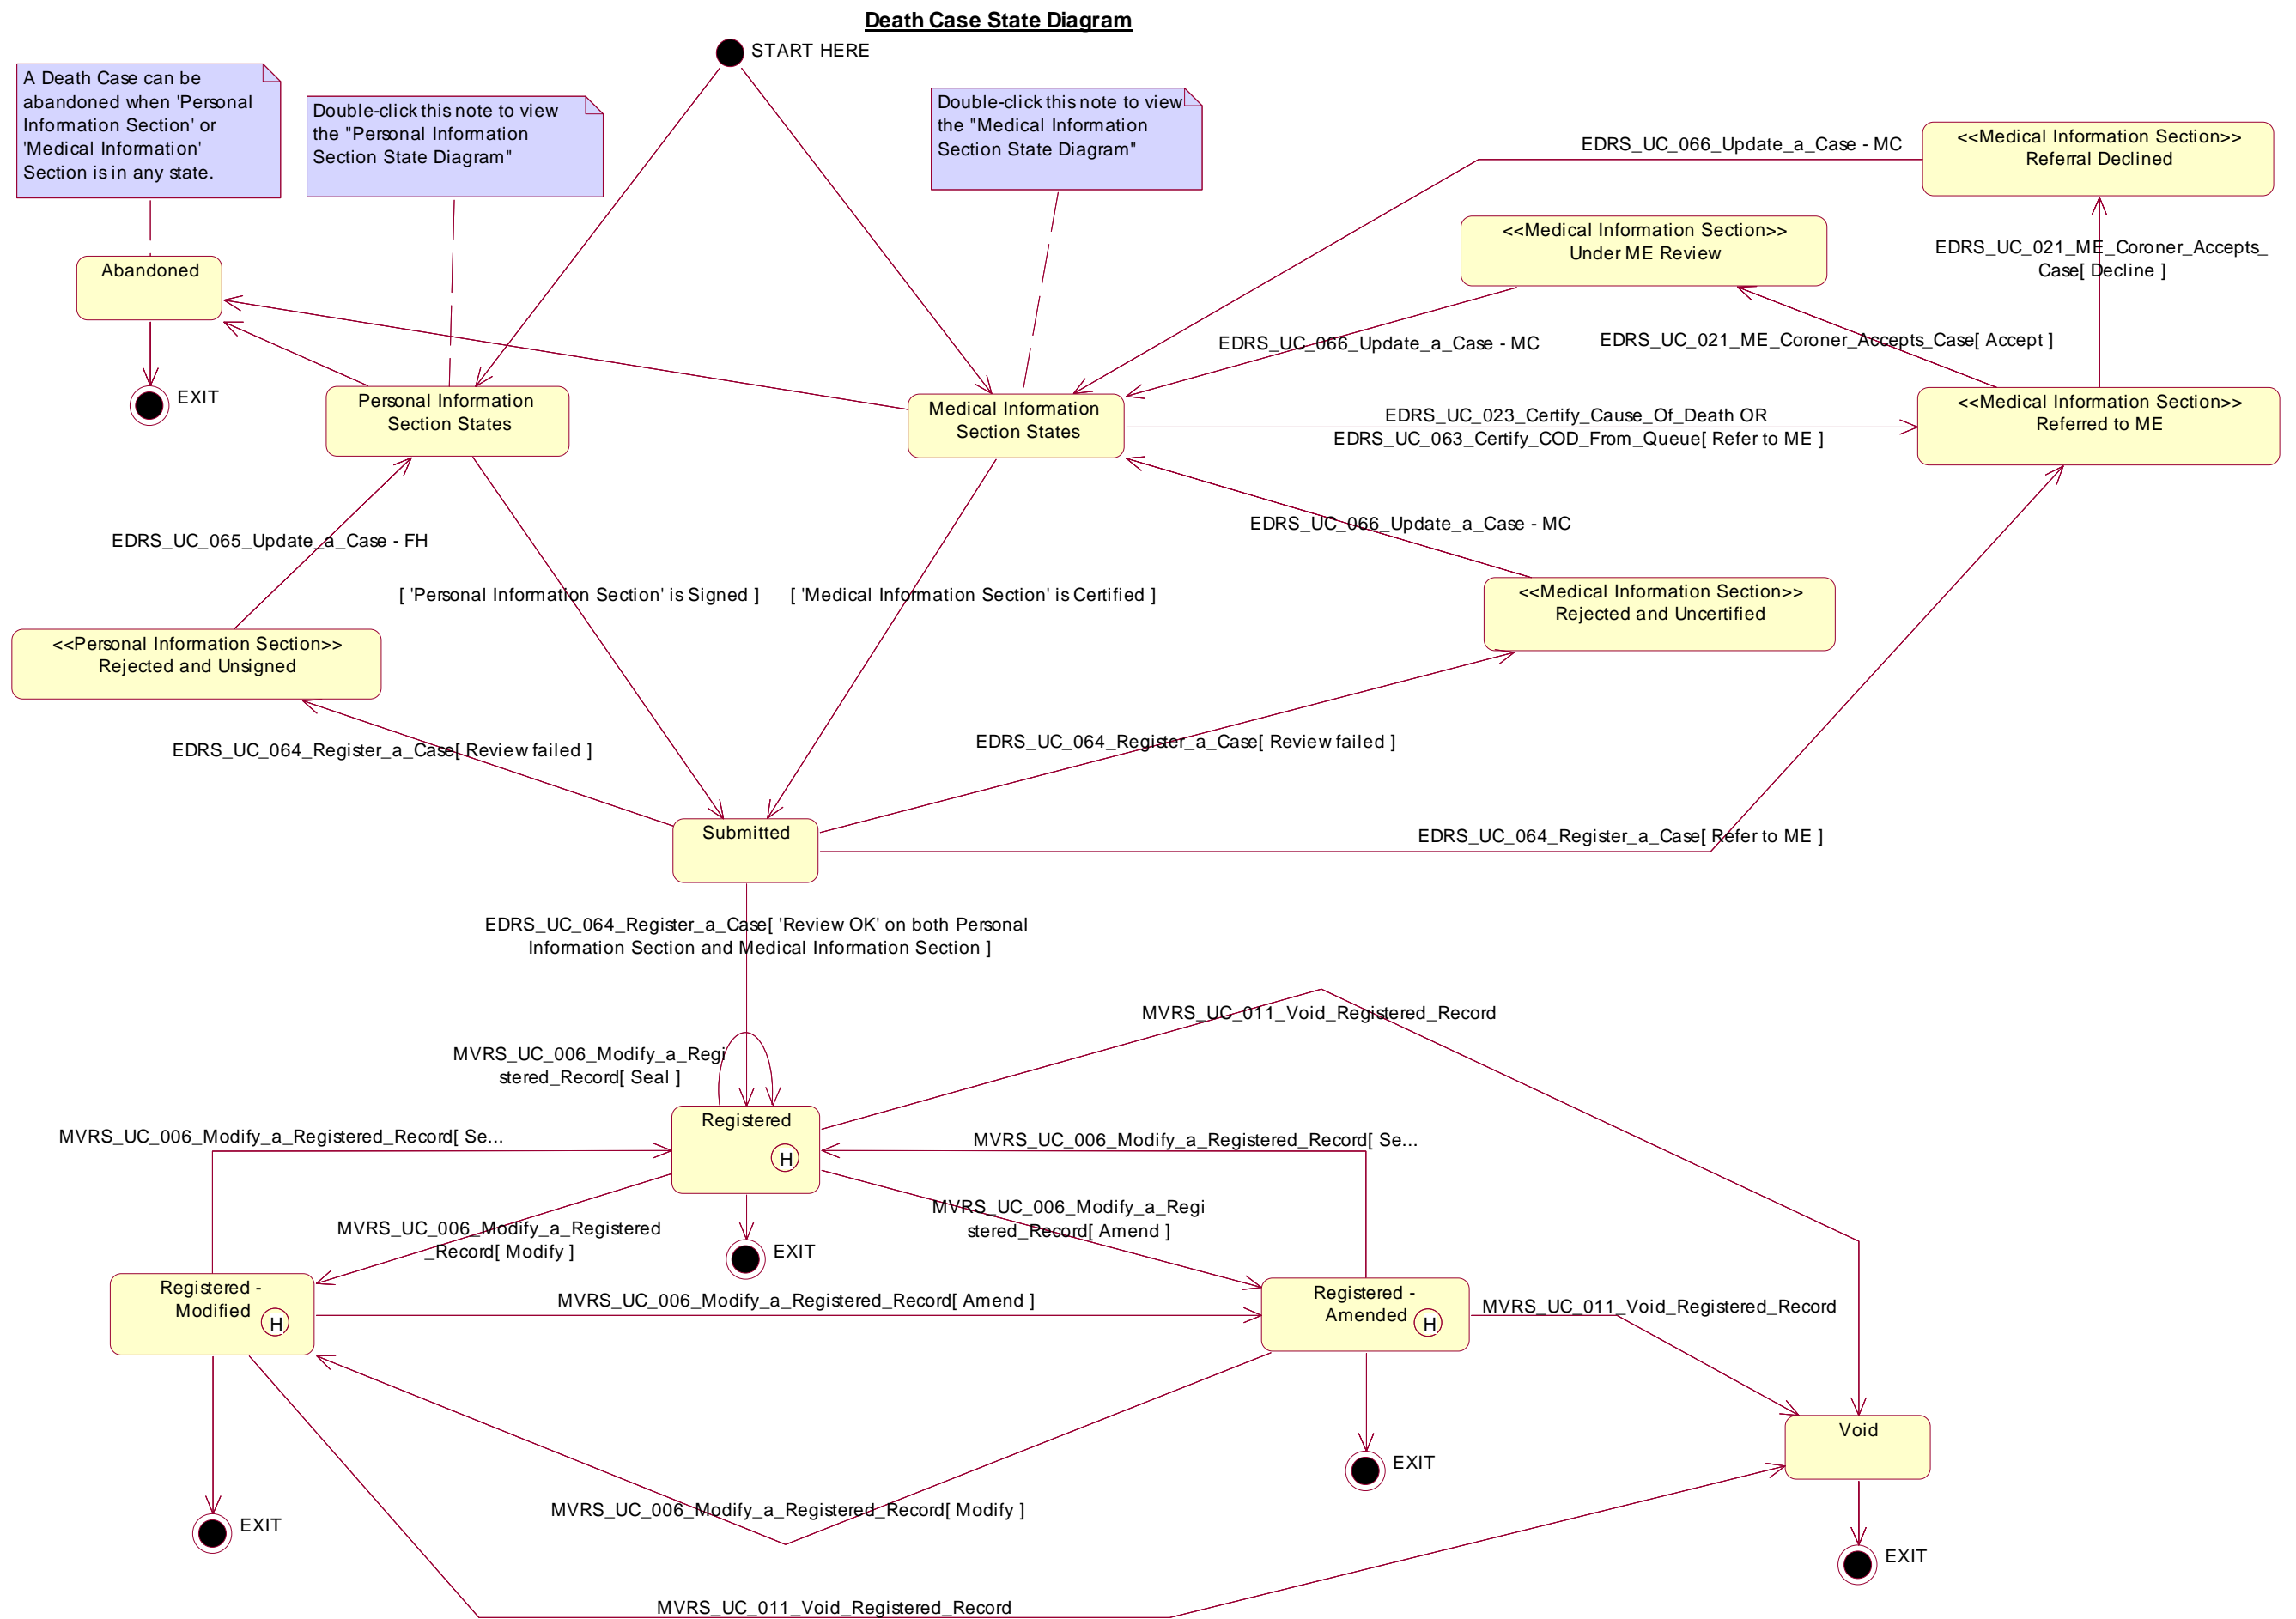 Death Case State Diagram
START HERE
A Death Case can be
abandoned when 'Personal
Information Section' or
'Medical Information'
Section is in any state.
Double-click this note to view
the "Personal Information
Section State Diagram"
Double-click this note to view
the "Medical Information
Section State Diagram"
EDRS_UC_066_Update_a_Case - MC
<<Medical Information Section>>
Referral Declined
<<Medical Information Section>>
Under ME Review
EDRS_UC_021_ME_Coroner_Accepts_
Case[ Decline ]
Abandoned
EDRS_UC_066_Update_a_Case - MC
EDRS_UC_021_ME_Coroner_Accepts_Case[ Accept ]
EXIT
Personal Information
Section States
Medical Information
Section States
EDRS_UC_023_Certify_Cause_Of_Death OR
EDRS_UC_063_Certify_COD_From_Queue[ Refer to ME ]
<<Medical Information Section>>
Referred to ME
EDRS_UC_065_Update_a_Case - FH
EDRS_UC_066_Update_a_Case - MC
[ 'Personal Information Section' is Signed ]
[ 'Medical Information Section' is Certified ]
<<Medical Information Section>>
Rejected and Uncertified
<<Personal Information Section>>
Rejected and Unsigned
EDRS_UC_064_Register_a_Case[ Review failed ]
EDRS_UC_064_Register_a_Case[ Review failed ]
Submitted
EDRS_UC_064_Register_a_Case[ Refer to ME ]
EDRS_UC_064_Register_a_Case[ 'Review OK' on both Personal
Information Section and Medical Information Section ]
MVRS_UC_011_Void_Registered_Record
MVRS_UC_006_Modify_a_Regi
stered_Record[ Seal ]
Registered
H
MVRS_UC_006_Modify_a_Registered_Record[ Se...
MVRS_UC_006_Modify_a_Registered_Record[ Se...
MVRS_UC_006_Modify_a_Registered
_Record[ Modify ]
MVRS_UC_006_Modify_a_Regi
stered_Record[ Amend ]
EXIT
Registered -
Modified
H
MVRS_UC_006_Modify_a_Registered_Record[ Amend ]
Registered -
Amended
H
MVRS_UC_011_Void_Registered_Record
Void
EXIT
MVRS_UC_006_Modify_a_Registered_Record[ Modify ]
EXIT
EXIT
MVRS_UC_011_Void_Registered_Record